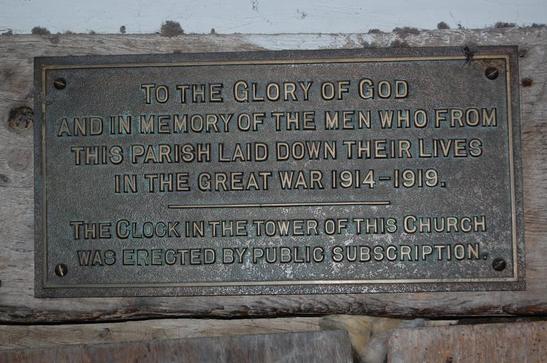 TO THE GLORY OF GOD
AND IN MEMORY OF THE MEN WHO FROM
THIS PARISH LAID DOWN THEIR LIVES
IN THE GREAT WAR 1914-1919.
THE CLOCK IN THE TOWER OF THIS CHURCH
WAS ERECTED BY PUBLIC SUBSCRIPTION.